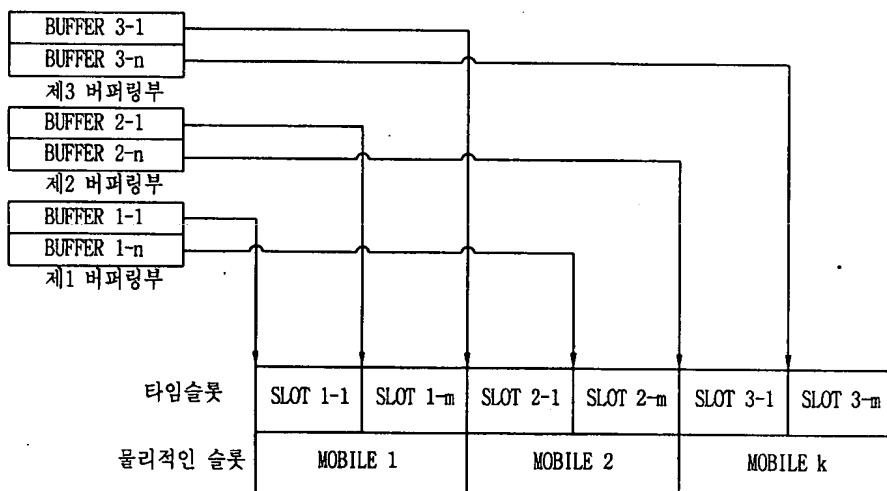 BUFFER 3-1
BUFFER 3-n
제3 버퍼링부
BUFFER 2-1
BUFFER 2-n
제2 버퍼링부
BUFFER 1-1
BUFFER 1-n
제1 버퍼링부
타임슬롯 SLOT 1-1 SLOT 1-m SLOT 2-1 SLOT 2-m SLOT 3-1 SLOT 3-m
물리적인 슬롯 MOBILE 1 MOBILE 2 MOBILE k